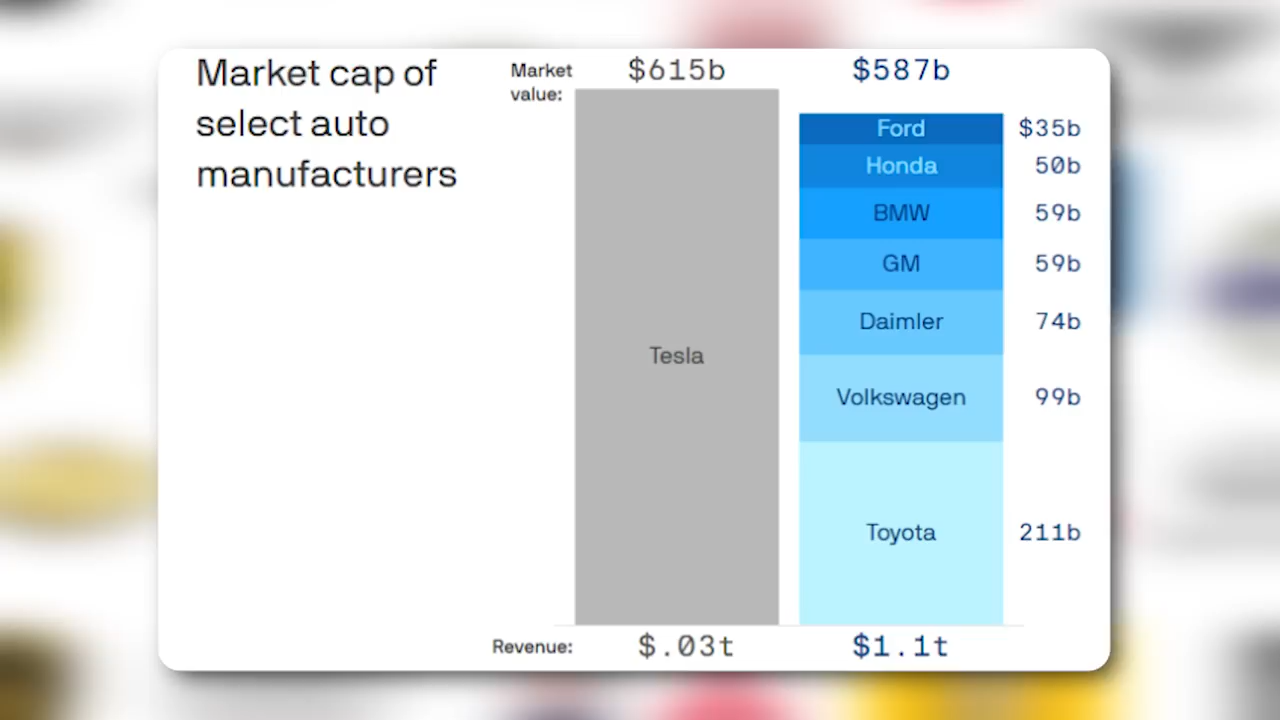 Market cap of
select auto
manufacturers
Market
value:
$615b
$587b
Ford $35b
Honda 50b
BMW 59b
GM 59b
Daimler 74b
Tesla
Volkswagen 99b
Toyota 211b
Revenue: $.03t $1.1t